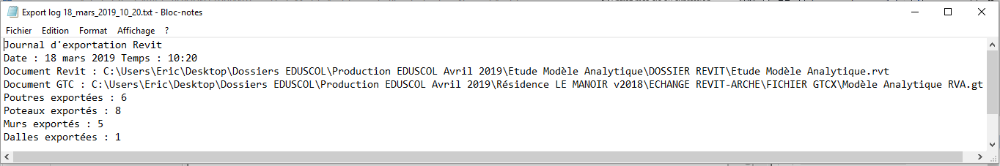 Export log 18_mars_2019_10_20.txt - Bloc-notes
Fichier Edition Format Affichage ?
Journal d'exportation Revit
Date : 18 mars 2019 Temps : 10:20
Document Revit : C:\Users\Eric\Desktop\Dossiers EDUSCOL\Production EDUSCOL Avril 2019\Etude Modèle Analytique\DOSSIER REVIT\Etude Modèle Analytique.rvt
Document GTC : C:\Users\Eric\Desktop\Dossiers EDUSCOL\Production EDUSCOL Avril 2019\Résidence LE MANOIR v2018\ECHANGE REVIT-ARCHE\FICHIER GTCX\Modèle Analytique RVA.gt
Poutres exportées : 6
Poteaux exportés : 8
Murs exportés : 5
Dalles exportées : 1